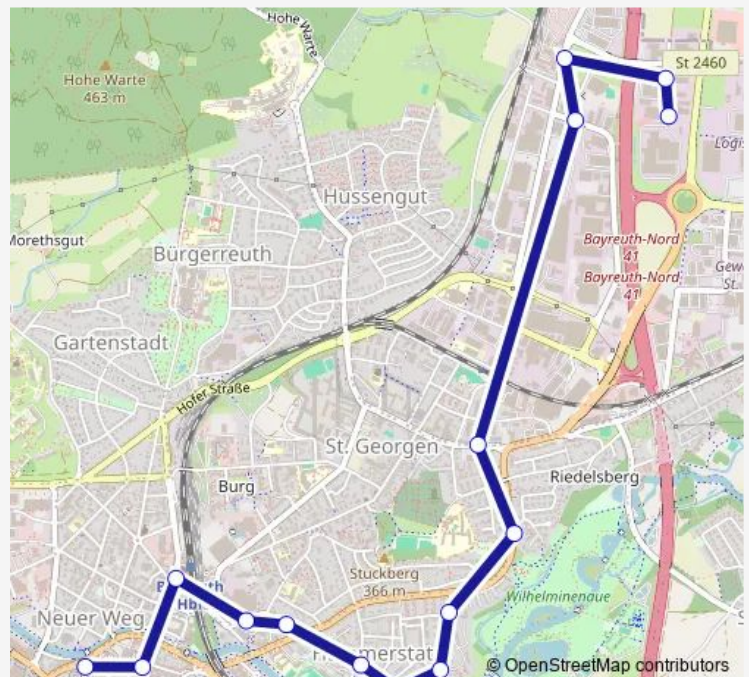 Hohe Warte
Hohe Warte
463 m
St 2460
Logis
Hussengut
Morethsgut
Bürgerreuth
Bayreuth-Nord
41
Bayreuth-Nord
41
Gew
St.
Gartenstadt
Hofer Straße
St. Georgen
Burg
Riedelsberg
Stuckberg
366 m
Wilhelminenaue
Neuer Weg
© OpenStreetMap contributors